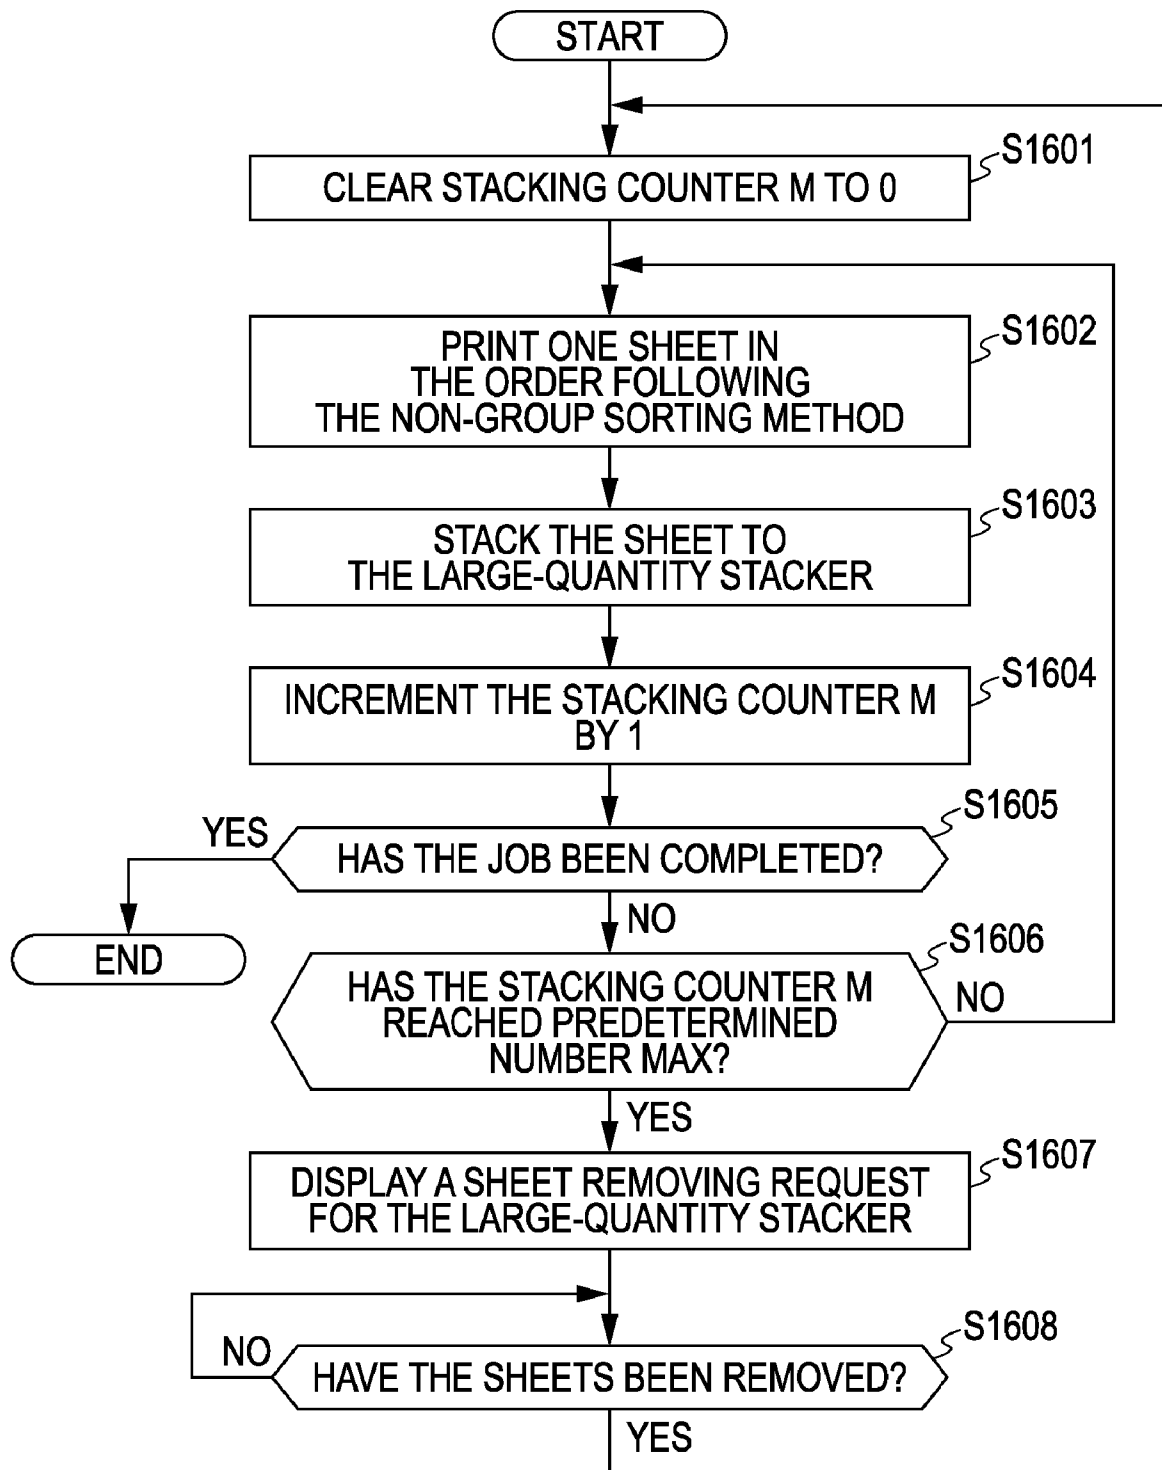 START
S1601
CLEAR STACKING COUNTER M TO 0
S1602
PRINT ONE SHEET IN
THE ORDER FOLLOWING
THE NON-GROUP SORTING METHOD
S1603
STACK THE SHEET TO
THE LARGE-QUANTITY STACKER
S1604
INCREMENT THE STACKING COUNTER M
BY 1
S1605
YES
HAS THE JOB BEEN COMPLETED?
NO
END
S1606
HAS THE STACKING COUNTER M
REACHED PREDETERMINED
NUMBER MAX?
NO
YES
S1607
DISPLAY A SHEET REMOVING REQUEST
FOR THE LARGE-QUANTITY STACKER
S1608
NO
HAVE THE SHEETS BEEN REMOVED?
YES